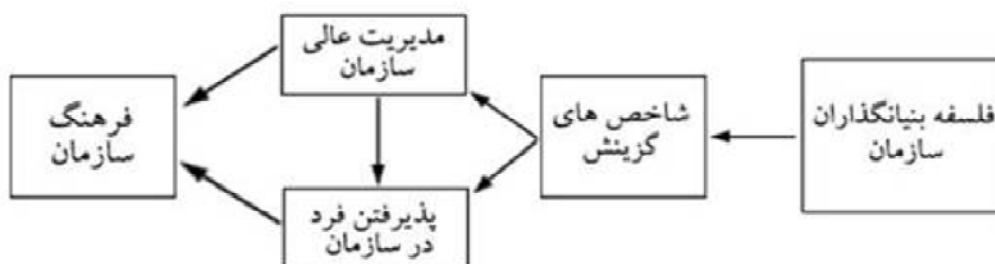 فلسفه بنیانگذاران
سازمان
شاخص های
گزینش
مدیریت عالی
سازمان
پذیرفتن فرد
در سازمان
فرهنگ
سازمان